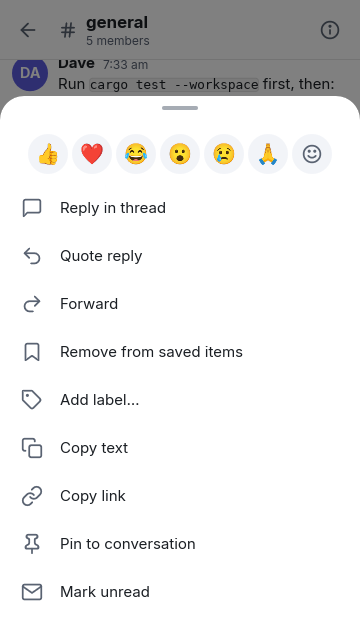 general
5 members
DA
Dave 7:33 am
Run cargo test --workspace first, then:
Reply in thread
Quote reply
Forward
Remove from saved items
Add label...
Copy text
Copy link
Pin to conversation
Mark unread